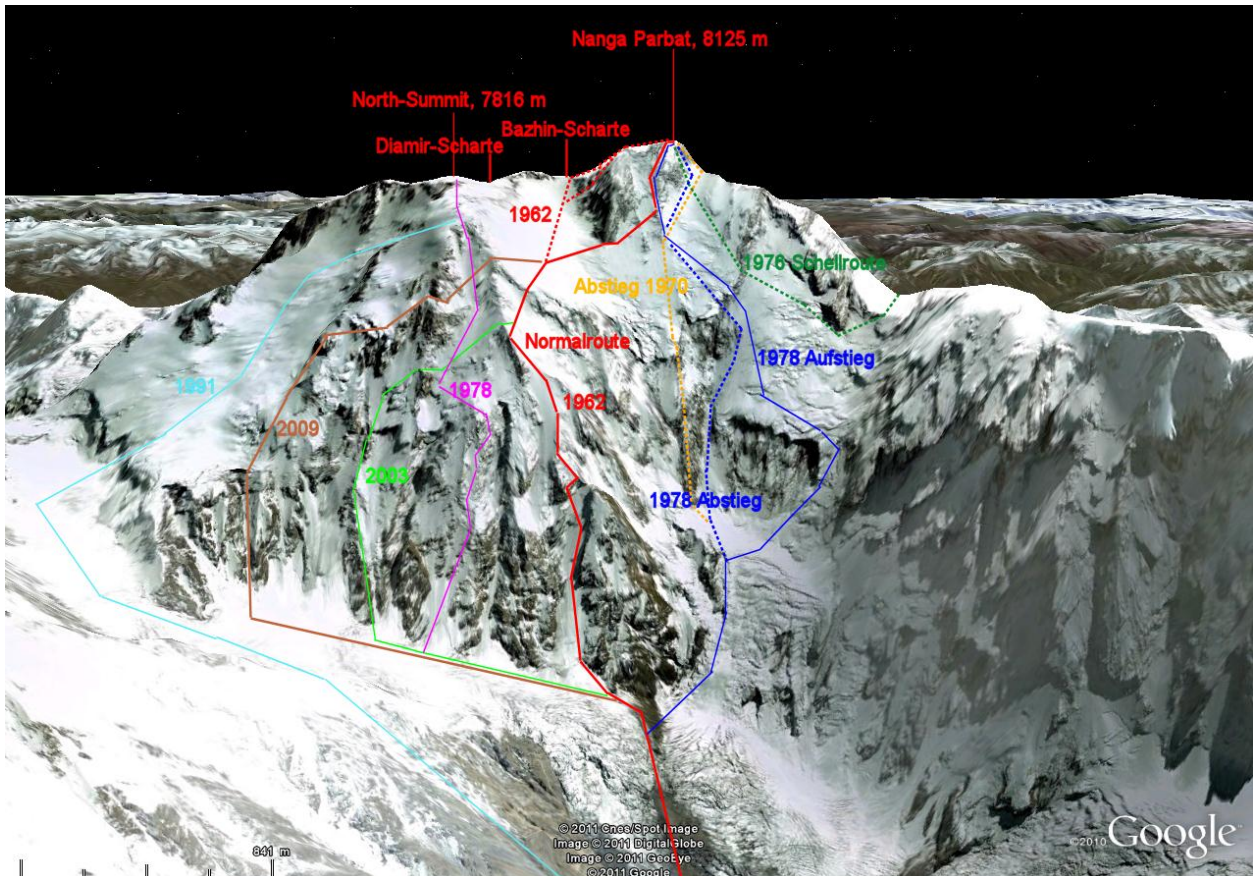 Nanga Parbat, 8125 m
North-Summit, 7816 m
Bazhin-Scharte
Diamir-Scharte
1962
1976 Schellroute
Abstieg 1970
Normalroute
1978 Aufstieg
1991
1978
1962
2009
2003
1978 Abstieg
© 2011 Cnes/Spot Image
Image © 2011 DigitalGlobe
Image © 2011 GeoEye
© 2011 Google
841 m
©2010 Google